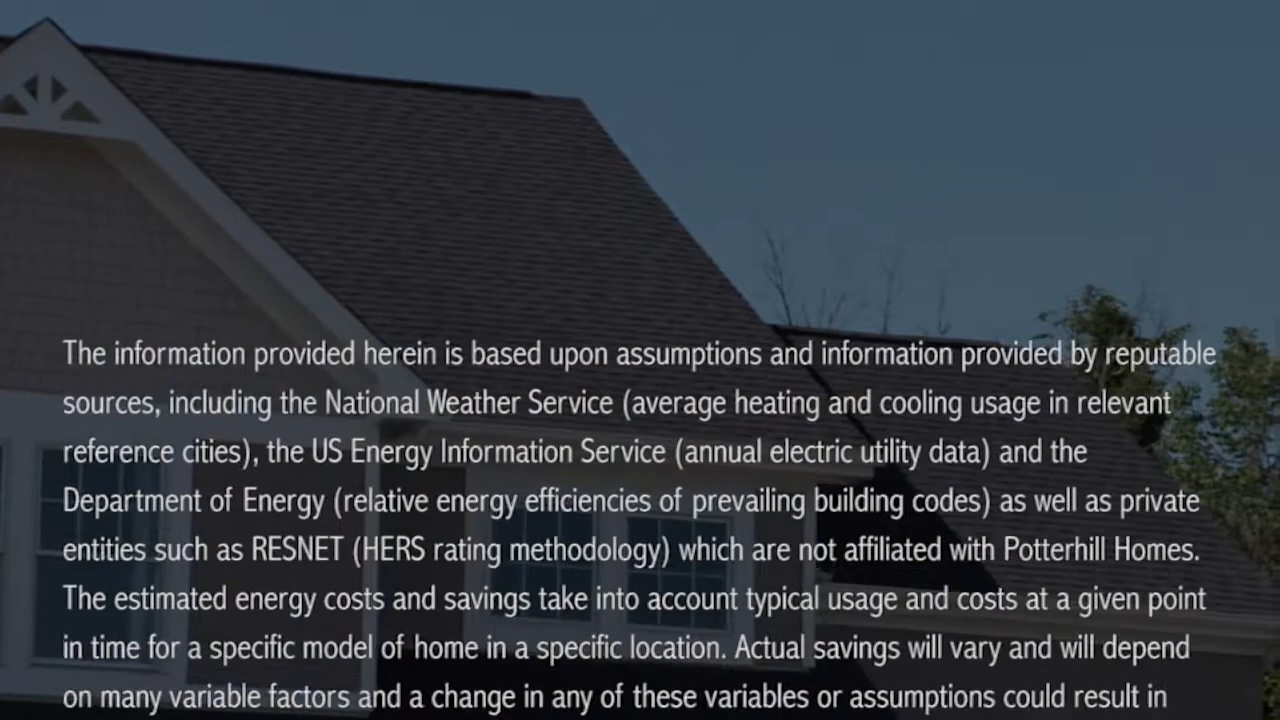 The information provided herein is based upon assumptions and information provided by reputable
sources, including the National Weather Service (average heating and cooling usage in relevant
reference cities), the US Energy Information Service (annual electric utility data) and the
Department of Energy (relative energy efficiencies of prevailing building codes) as well as private
entities such as RESNET (HERS rating methodology) which are not affiliated with Potterhill Homes.
The estimated energy costs and savings take into account typical usage and costs at a given point
in time for a specific model of home in a specific location. Actual savings will vary and will depend
on many variable factors and a change in any of these variables or assumptions could result in